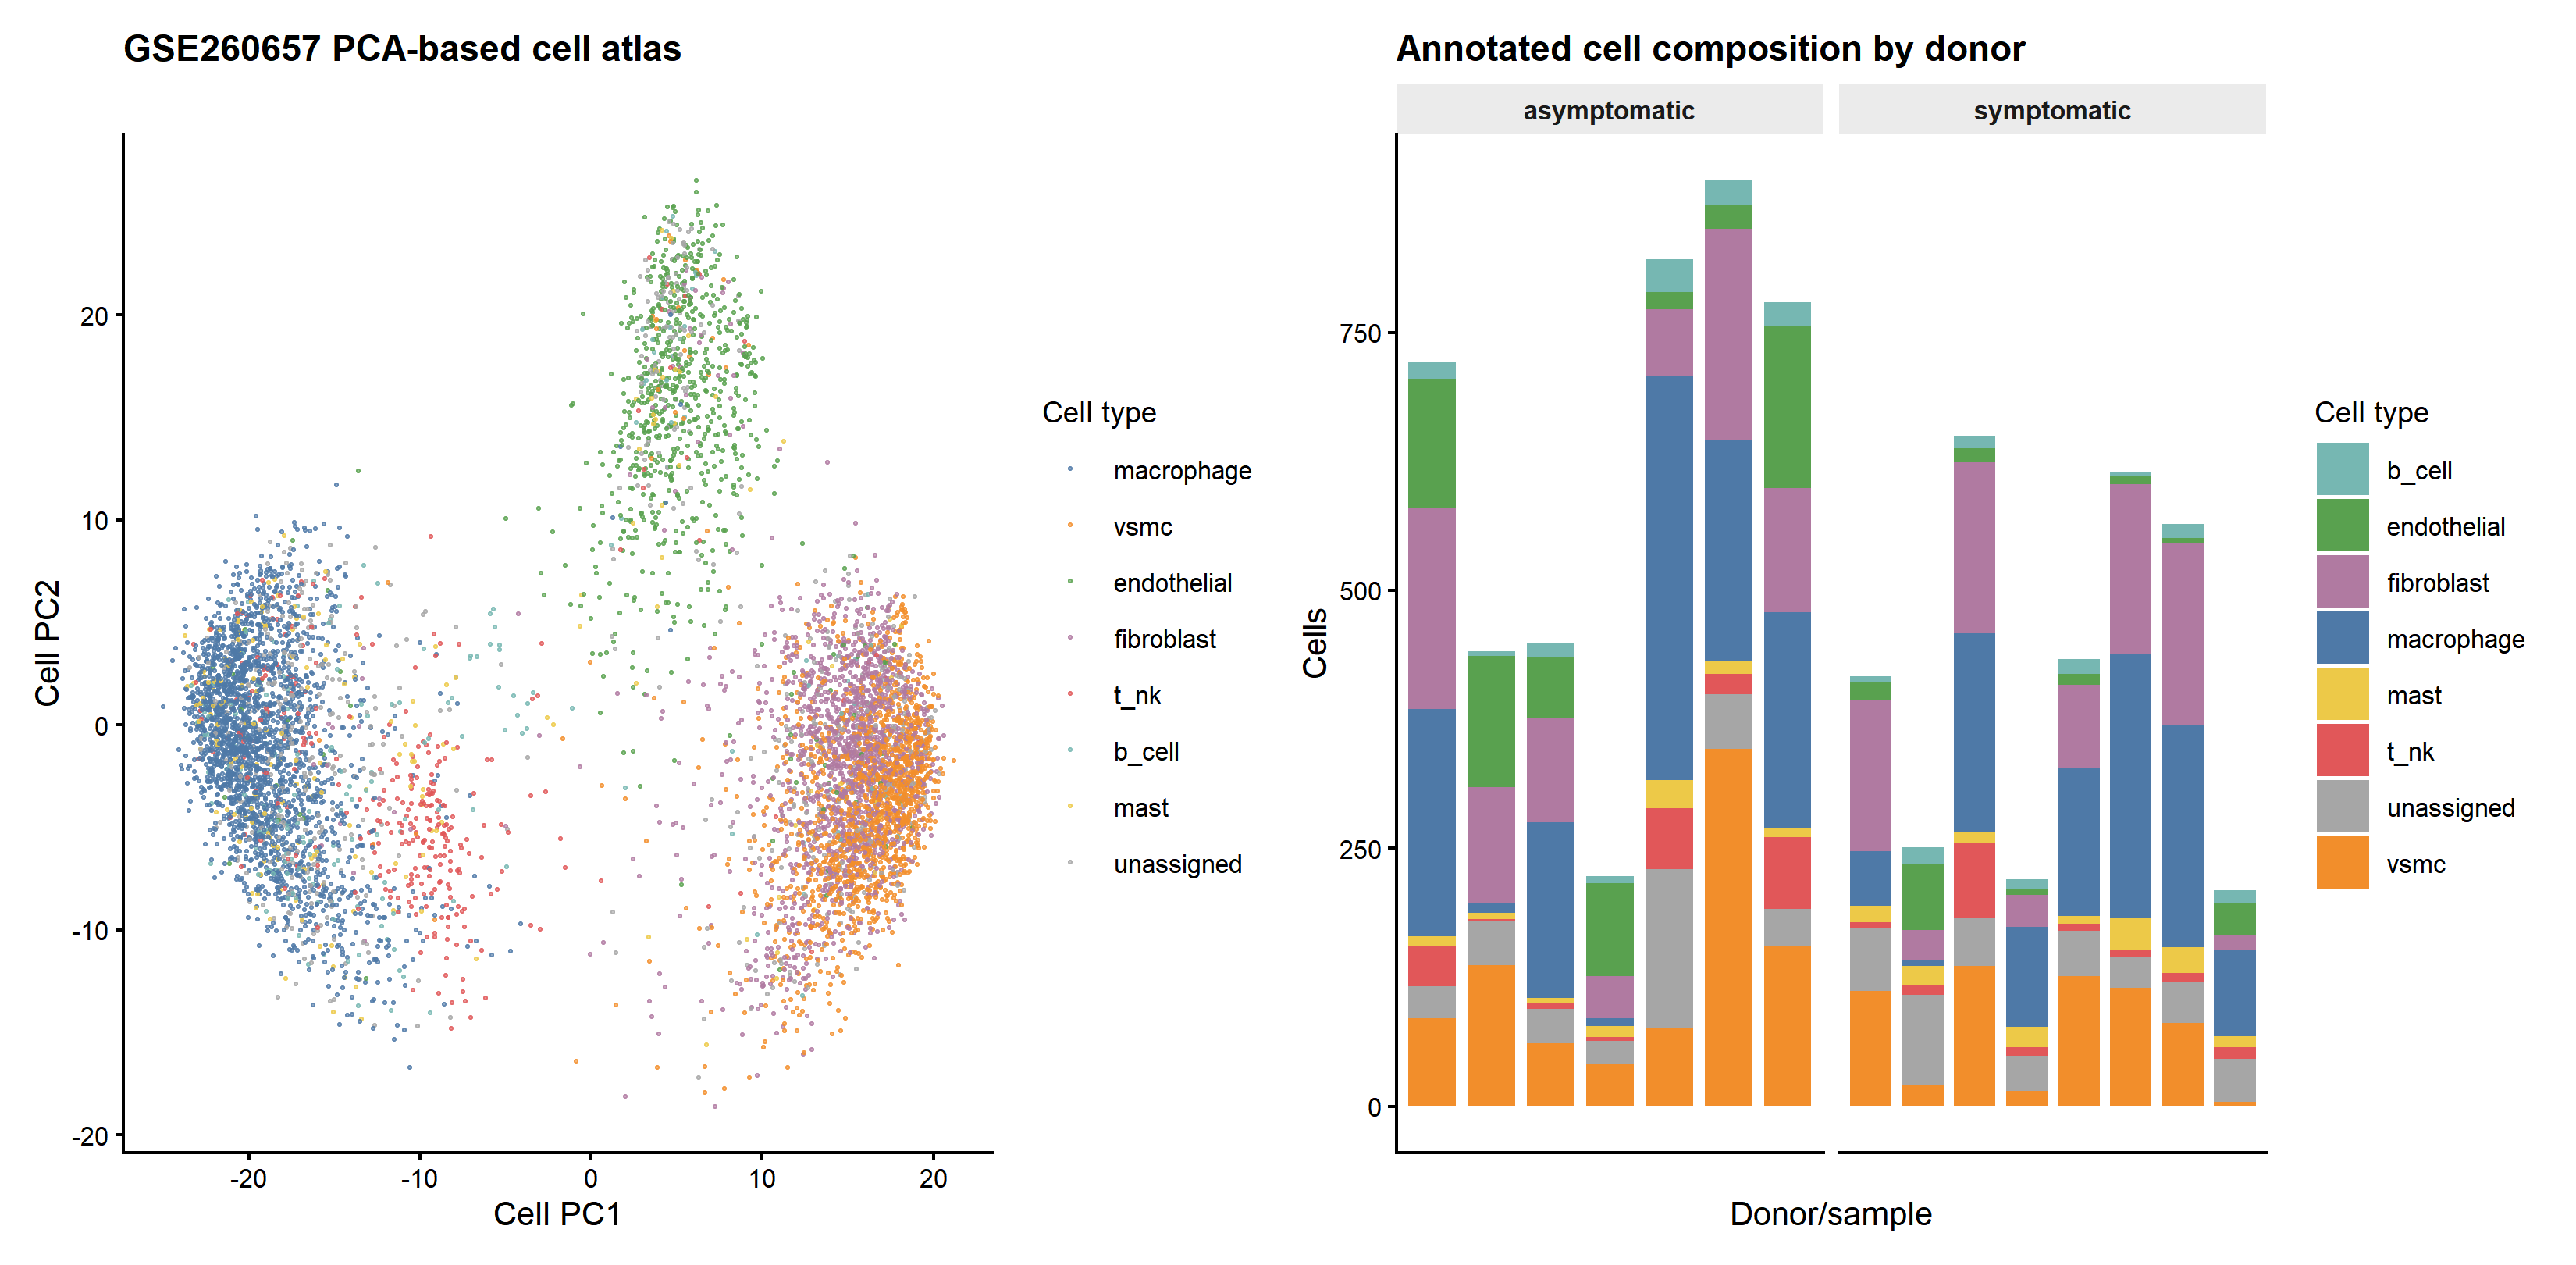 GSE260657 PCA-based cell atlas
Cell PC2
20
10
0
-10
-20
-20
-10
0
10
20
Cell PC1
Cell type
macrophage
vsmc
endothelial
fibroblast
t_nk
b_cell
mast
unassigned
Annotated cell composition by donor
asymptomatic
symptomatic
Cells
750
500
250
0
Donor/sample
Cell type
b_cell
endothelial
fibroblast
macrophage
mast
t_nk
unassigned
vsmc